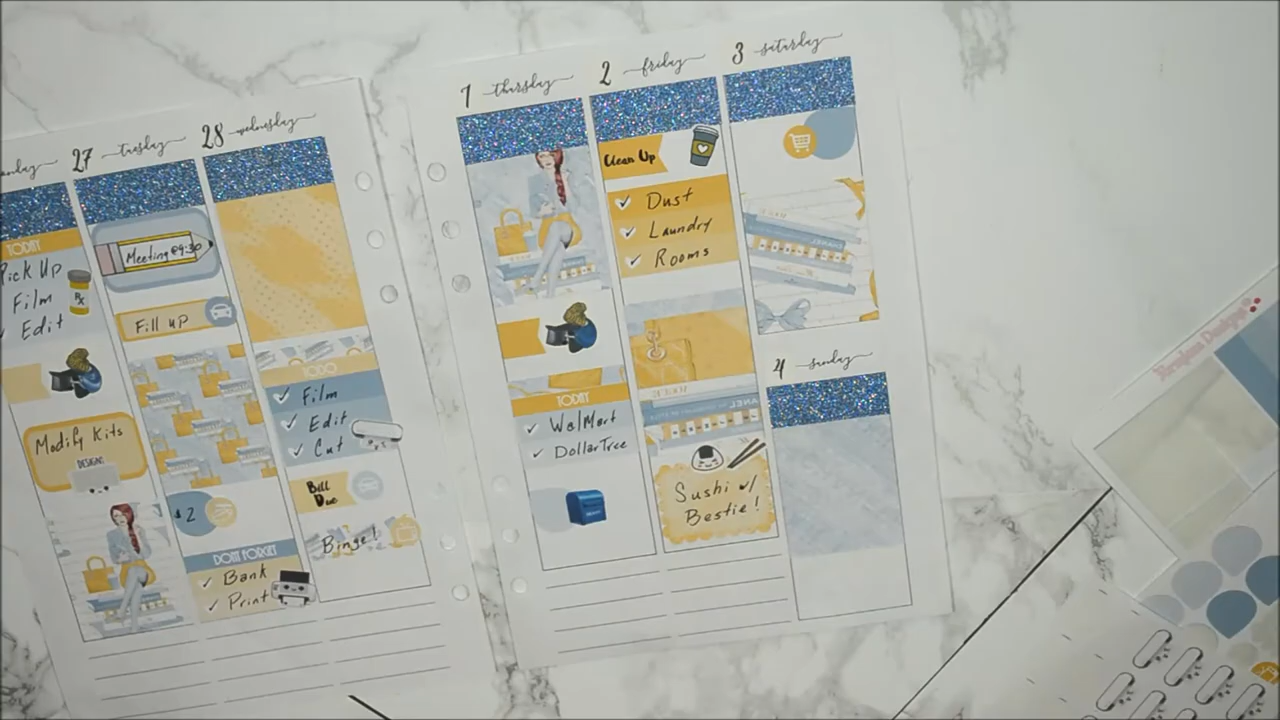 27 tuesday
28 wednesday
TODAY
Pick Up
Film
Edit
Rx
Modify Kits
DESIGNS
Meeting @9:30
Fill up
$2
DON'T FORGET
Bank
Print
TODO
Film
Edit
Cut
Bill
Due
Binge!
1 thursday
2 friday
3 saturday
TODAY
WalMart
DollarTree
Clean Up
Dust
Laundry
Rooms
Sushi w/
Bestie!
4 sunday